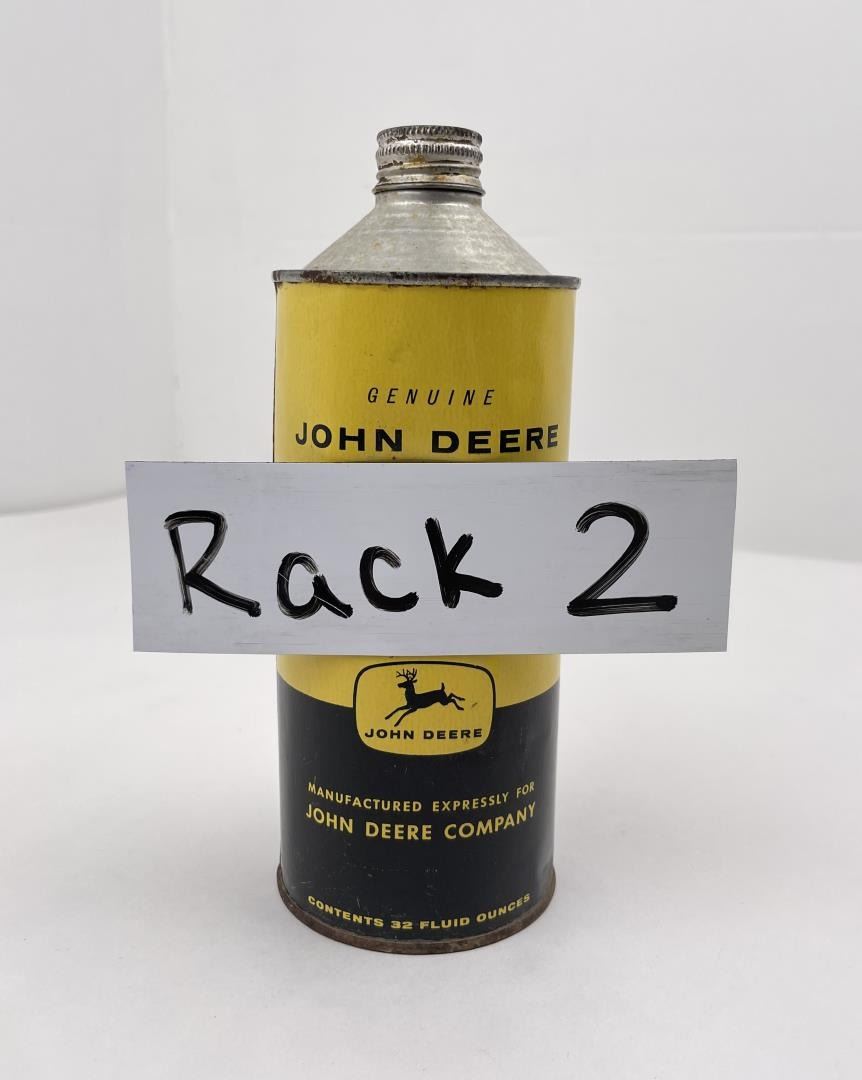 GENUINE
JOHN DEERE
Rack 2
JOHN DEERE
MANUFACTURED EXPRESSLY FOR
JOHN DEERE COMPANY
CONTENTS 32 FLUID OUNCES